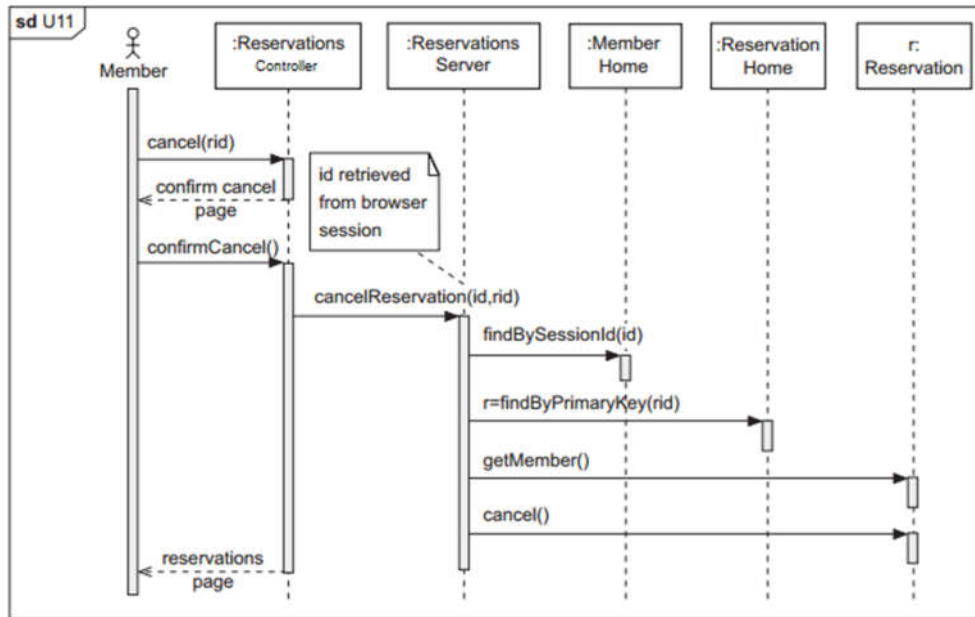 sd U11
Member
:Reservations
Controller
:Reservations
Server
:Member
Home
:Reservation
Home
r:
Reservation
cancel(rid)
confirm cancel
page
id retrieved
from browser
session
confirmCancel()
cancelReservation(id,rid)
findBySessionId(id)
r=findByPrimaryKey(rid)
getMember()
cancel()
reservations
page